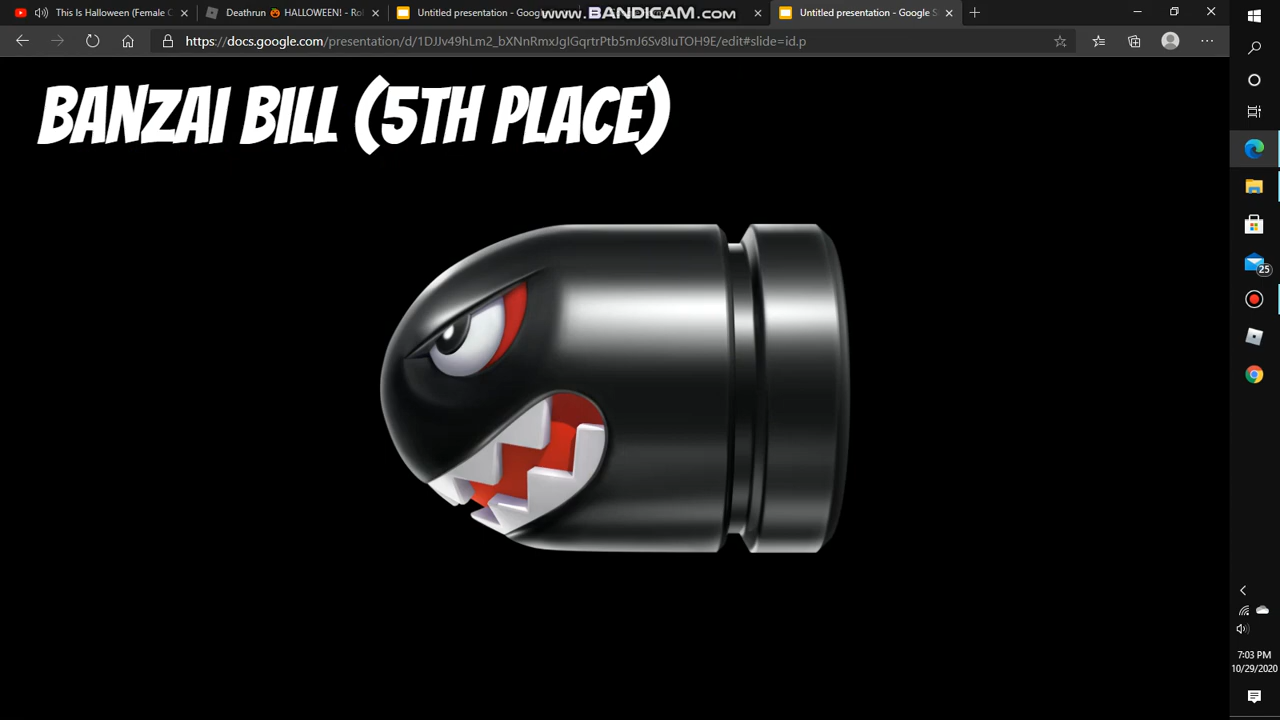 This Is Halloween (Female C
Deathrun 🎃 HALLOWEEN! - Rol
Untitled presentation - Goog
www.BANDICAM.com
Untitled presentation - Google S
https://docs.google.com/presentation/d/1DJJv49hLm2_bXNnRmxJgIGqrtrPtb5mJ6Sv8IuTOH9E/edit#slide=id.p
BANZAI BILL (5TH PLACE)
25
7:03 PM
10/29/2020